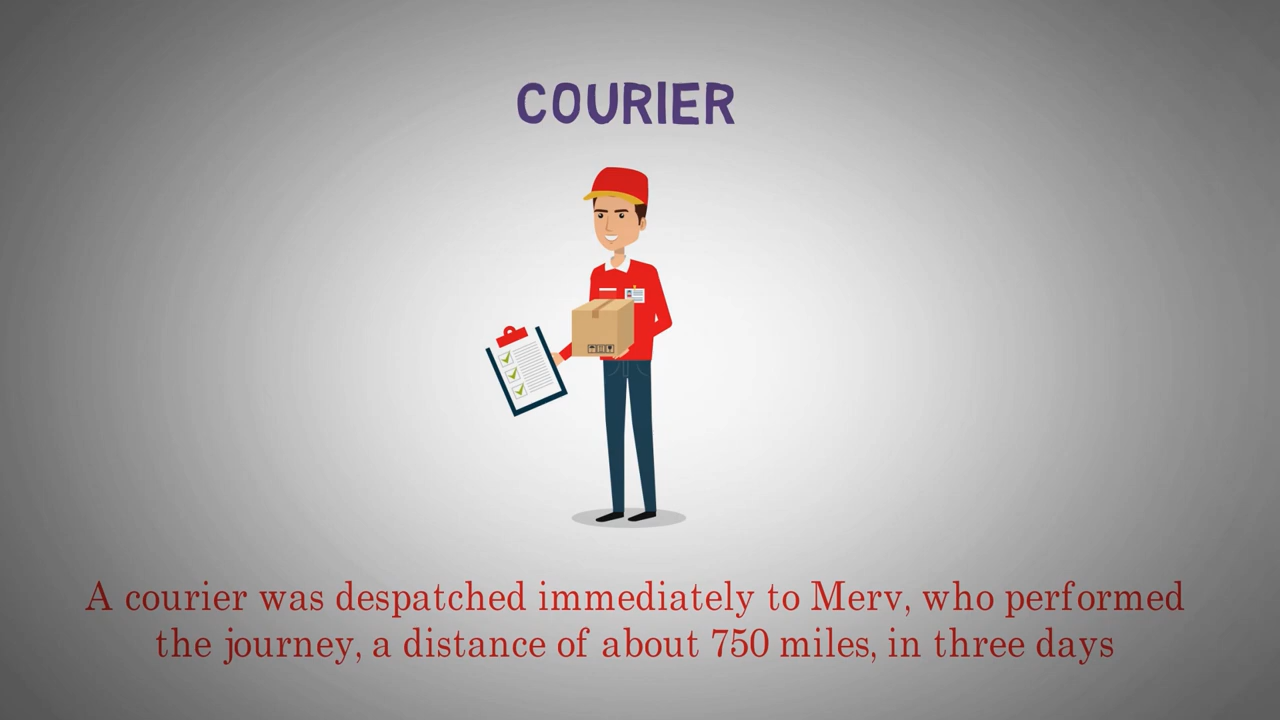 COURIER
A courier was despatched immediately to Merv, who performed
the journey, a distance of about 750 miles, in three days